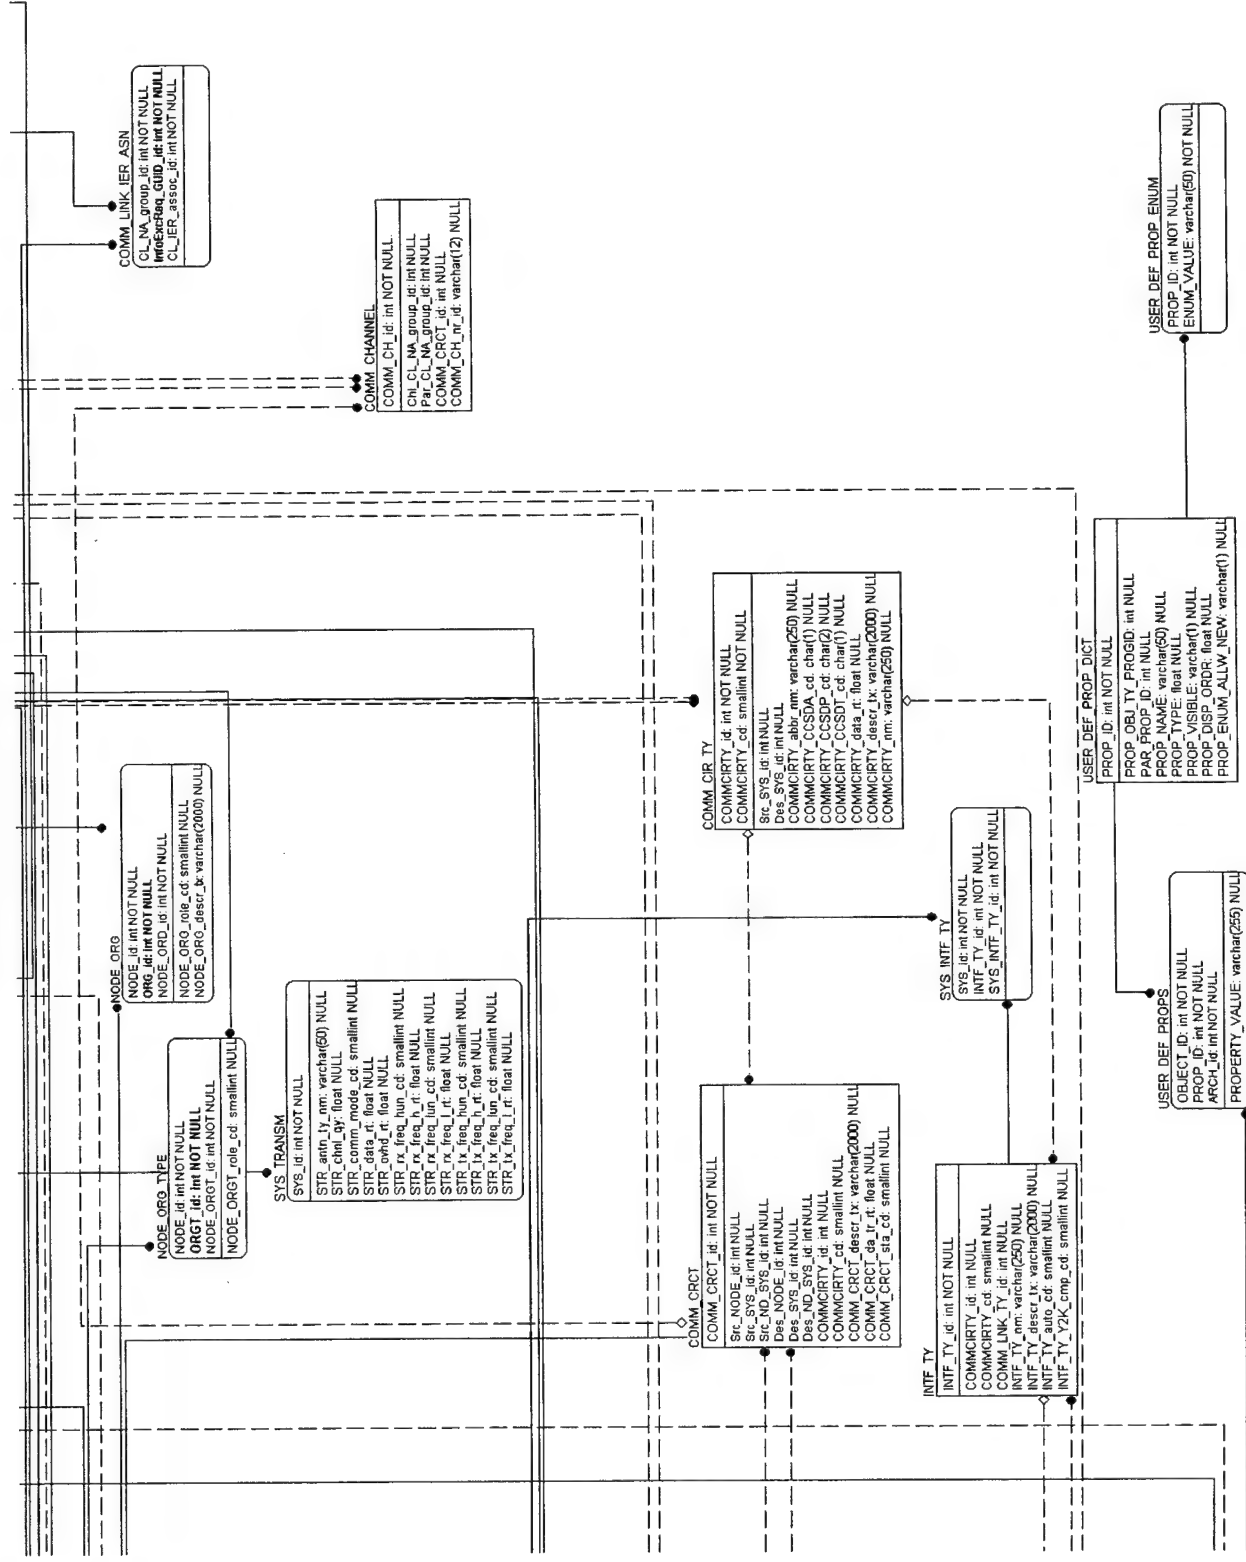 COMM_LINK_IER_ASN
CL_NA_group_id: int NOT NULL
InfoExcRaq_GUID_id: int NOT NULL
CL_IER_assoc_id: int NOT NULL
COMM_CHANNEL
COMM_CH_id: int NOT NULL
Chl_CL_NA_group_id: int NULL
Par_CL_NA_group_id: int NULL
COMM_CRCT_id: int NULL
COMM_CH_nr_id: varchar(12) NULL
USER_DEF_PROP_ENUM
PROP_ID: int NOT NULL
ENUM_VALUE: varchar(50) NOT NULL
NODE_ORG
NODE_id: int NOT NULL
ORG_id: int NOT NULL
NODE_ORD_id: int NOT NULL
NODE_ORG_role_cd: smallint NULL
NODE_ORG_descr_tx: varchar(2000) NULL
COMM_CIR_TY
COMMCIRTY_id: int NOT NULL
COMMCIRTY_cd: smallint NOT NULL
Src_SYS_id: int NULL
Des_SYS_id: int NULL
COMMCIRTY_abbr_nm: varchar(250) NULL
COMMCIRTY_CCSDA_cd: char(1) NULL
COMMCIRTY_CCSDP_cd: char(2) NULL
COMMCIRTY_CCSDT_cd: char(1) NULL
COMMCIRTY_data_rt: float NULL
COMMCIRTY_descr_tx: varchar(2000) NULL
COMMCIRTY_nm: varchar(250) NULL
USER_DEF_PROP_DICT
PROP_ID: int NOT NULL
PROP_OBJ_TY_PROGID: int NULL
PAR_PROP_ID: int NULL
PROP_NAME: varchar(50) NULL
PROP_TYPE: float NULL
PROP_VISIBLE: varchar(1) NULL
PROP_DISP_ORDR: float NULL
PROP_ENUM_ALLW_NEW: varchar(1) NULL
NODE_ORG_TYPE
NODE_id: int NOT NULL
ORGT_id: int NOT NULL
NODE_ORGT_id: int NOT NULL
NODE_ORGT_role_cd: smallint NULL
SYS_TRANSM
SYS_id: int NOT NULL
STR_antn_ty_nm: varchar(50) NULL
STR_chnl_qy: float NULL
STR_comm_mode_cd: smallint NULL
STR_data_rt: float NULL
STR_ovhd_rt: float NULL
STR_rx_freq_hun_cd: smallint NULL
STR_rx_freq_h_rt: float NULL
STR_rx_freq_lun_cd: smallint NULL
STR_rx_freq_l_rt: float NULL
STR_tx_freq_hun_cd: smallint NULL
STR_tx_freq_h_rt: float NULL
STR_tx_freq_lun_cd: smallint NULL
STR_tx_freq_l_rt: float NULL
SYS_INTF_TY
SYS_id: int NOT NULL
INTF_TY_id: int NOT NULL
SYS_INTF_TY_id: int NOT NULL
USER_DEF_PROPS
OBJECT_ID: int NOT NULL
PROP_ID: int NOT NULL
ARCH_id: int NOT NULL
PROPERTY_VALUE: varchar(255) NULL
COMM_CRCT
COMM_CRCT_id: int NOT NULL
Src_NODE_id: int NULL
Src_SYS_id: int NULL
Src_ND_SYS_id: int NULL
Des_NODE_id: int NULL
Des_SYS_id: int NULL
Des_ND_SYS_id: int NULL
COMMCIRTY_id: int NULL
COMMCIRTY_cd: smallint NULL
COMM_CRCT_descr_tx: varchar(2000) NULL
COMM_CRCT_da_tr_rt: float NULL
COMM_CRCT_sta_cd: smallint NULL
INTF_TY
INTF_TY_id: int NOT NULL
COMMCIRTY_id: int NULL
COMMCIRTY_cd: smallint NULL
COMM_LNK_TY_id: int NULL
INTF_TY_nm: varchar(250) NULL
INTF_TY_descr_tx: varchar(2000) NULL
INTF_TY_auto_cd: smallint NULL
INTF_TY_Y2K_cmp_cd: smallint NULL